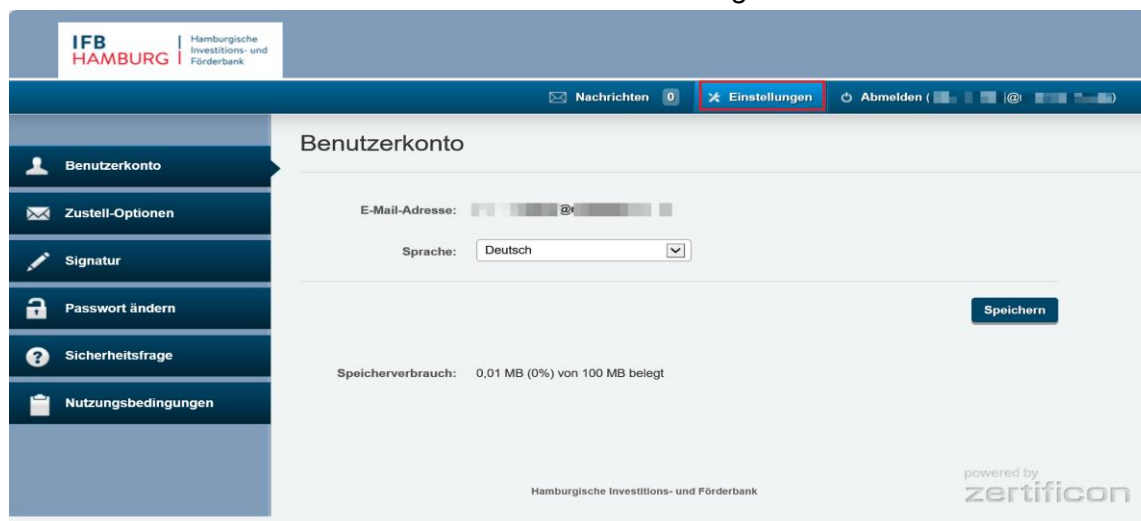 IFB
HAMBURG
Hamburgische
Investitions- und
Förderbank
Nachrichten 0 Einstellungen Abmelden ( @ )
Benutzerkonto
Benutzerkonto
Zustell-Optionen
Signatur
Passwort ändern
Sicherheitsfrage
Nutzungsbedingungen
E-Mail-Adresse: @
Sprache: Deutsch
Speichern
Speicherverbrauch: 0,01 MB (0%) von 100 MB belegt
Hamburgische Investitions- und Förderbank
powered by
zertificon